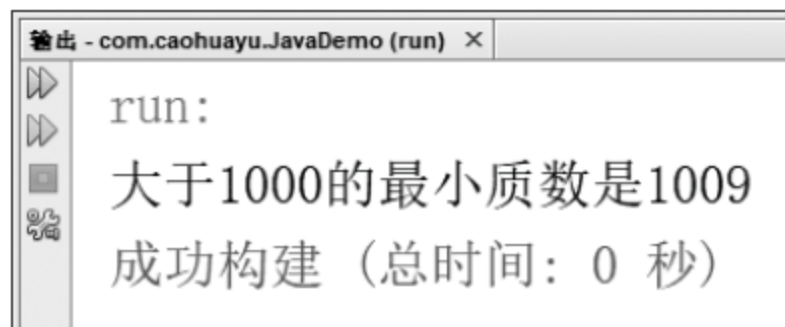 输出 - com.caohuayu.JavaDemo (run) ×
run:
大于1000的最小质数是1009
成功构建 (总时间: 0 秒)